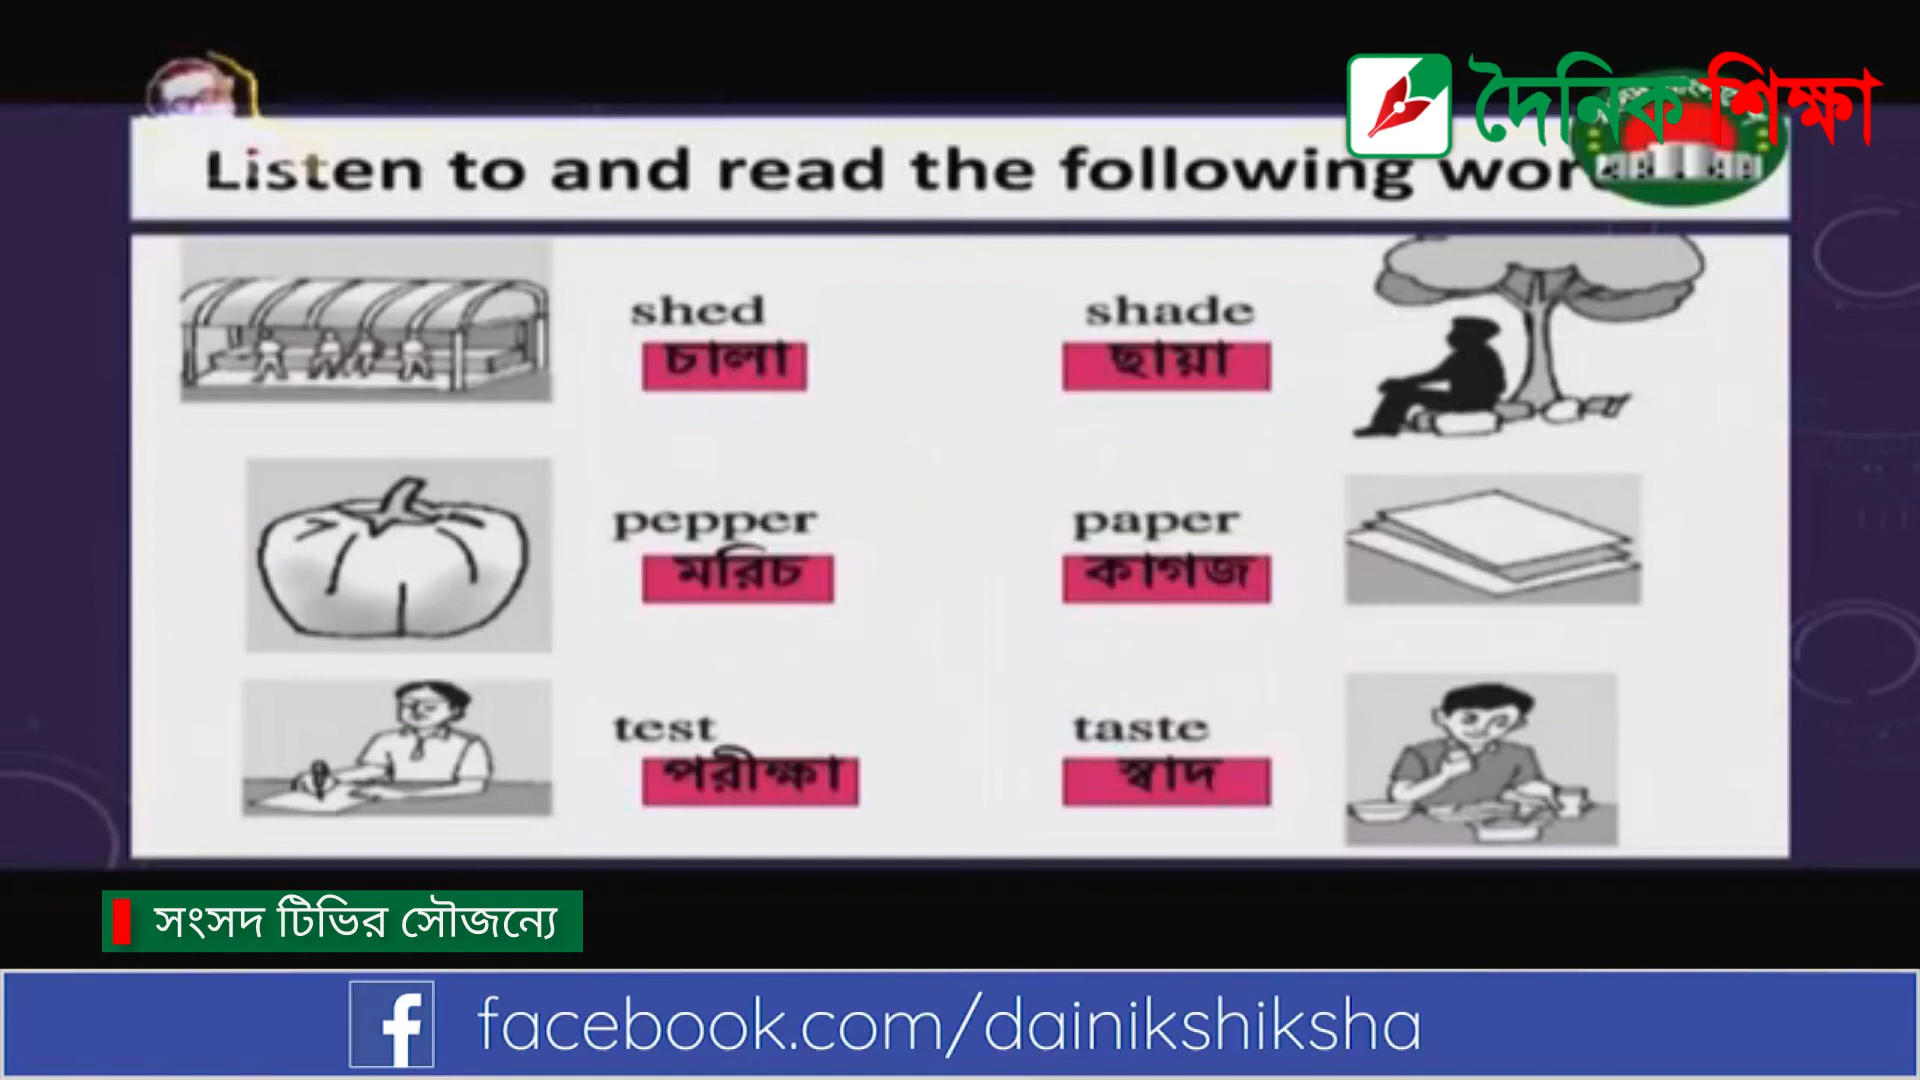 দৈনিক শিক্ষা
Listen to and read the following
shed
shade
চালা
ছায়া
pepper
paper
মরিচ
কাগজ
test
taste
পরীক্ষা
স্বাদ
সংসদ টিভির সৌজন্যে
facebook.com/dainikshiksha